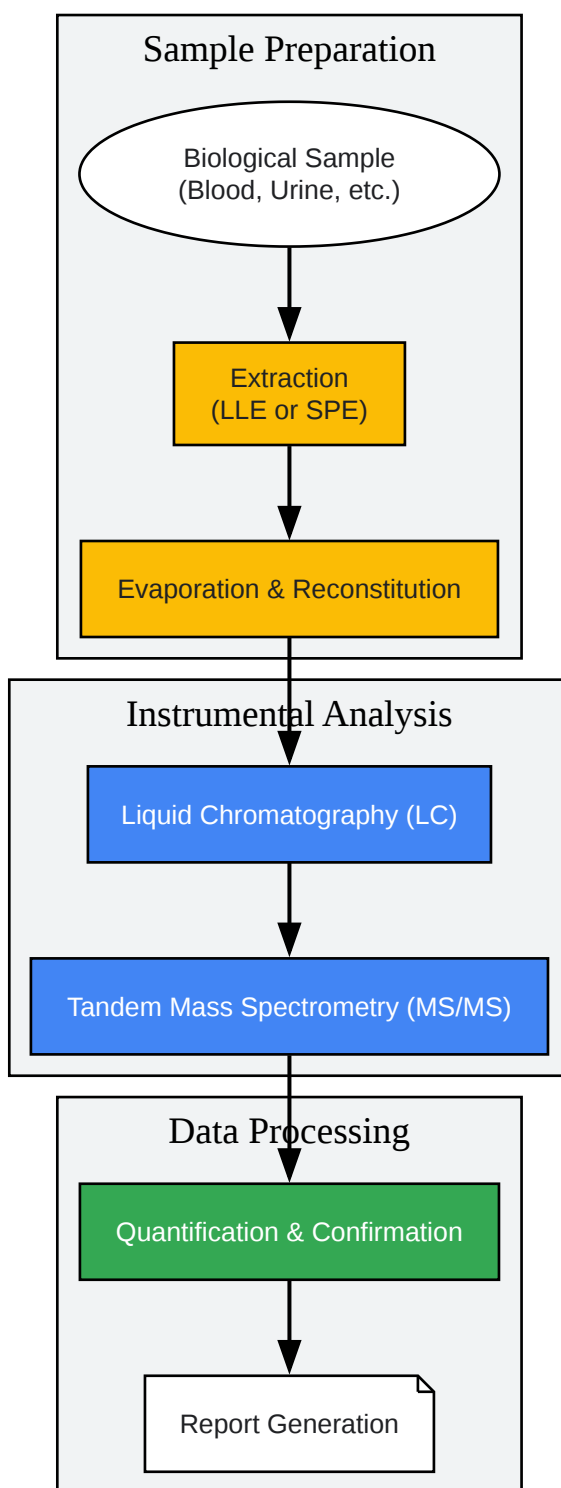 Sample Preparation
Biological Sample
(Blood, Urine, etc.)
Extraction
(LLE or SPE)
Evaporation & Reconstitution
Instrumental Analysis
Liquid Chromatography (LC)
Tandem Mass Spectrometry (MS/MS)
Data Processing
Quantification & Confirmation
Report Generation